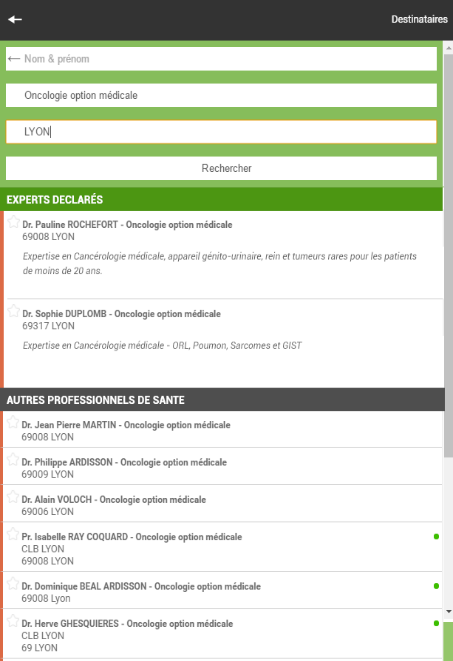 Destinataires
Nom & prénom
Oncologie option médicale
LYON
Rechercher
EXPERTS DECLARÉS
Dr. Pauline ROCHEFORT - Oncologie option médicale
69008 LYON
Expertise en Cancérologie médicale, appareil génito-urinaire, rein et tumeurs rares pour les patients
de moins de 20 ans.
Dr. Sophie DUPLOMB - Oncologie option médicale
69317 LYON
Expertise en Cancérologie médicale - ORL, Poumon, Sarcomes et GIST
AUTRES PROFESSIONNELS DE SANTE
Dr. Jean Pierre MARTIN - Oncologie option médicale
69008 LYON
Dr. Philippe ARDISSON - Oncologie option médicale
69009 LYON
Dr. Alain VOLOCH - Oncologie option médicale
69006 LYON
Pr. Isabelle RAY COQUARD - Oncologie option médicale
CLB LYON
69008 LYON
Dr. Dominique BEAL ARDISSON - Oncologie option médicale
69008 Lyon
Dr. Herve GHESQUIERES - Oncologie option médicale
CLB LYON
69 LYON